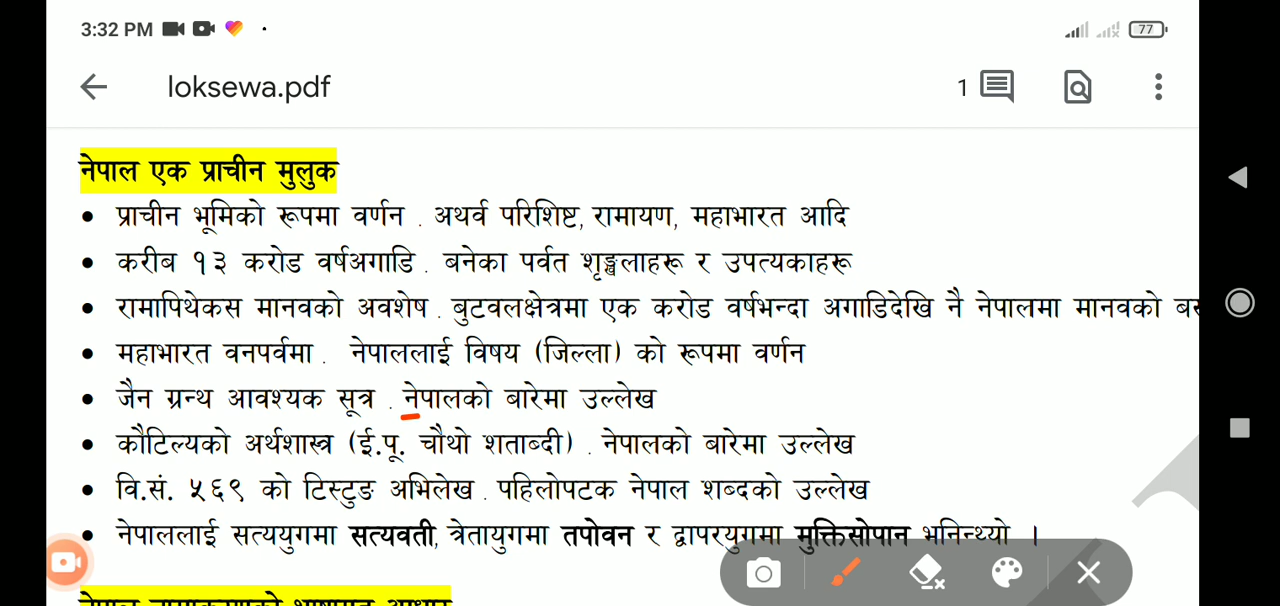 3:32 PM
77
loksewa.pdf
1
नेपाल एक प्राचीन मुलुक
• प्राचीन भूमिको रूपमा वर्णन . अथर्व परिशिष्ट, रामायण, महाभारत आदि
• करीब १३ करोड वर्षअगाडि . बनेका पर्वत शृङ्खलाहरू र उपत्यकाहरू
• रामापिथेकस मानवको अवशेष . बुटवलक्षेत्रमा एक करोड वर्षभन्दा अगाडिदेखि नै नेपालमा मानवको
• महाभारत वनपर्वमा . नेपाललाई विषय (जिल्ला) को रूपमा वर्णन
• जैन ग्रन्थ आवश्यक सूत्र . नेपालको बारेमा उल्लेख
• कौटिल्यको अर्थशास्त्र (ई.पू. चौथो शताब्दी) . नेपालको बारेमा उल्लेख
• वि.सं. ५६९ को टिस्टुङ अभिलेख . पहिलोपटक नेपाल शब्दको उल्लेख
• नेपाललाई सत्ययुगमा सत्यवती, त्रेतायुगमा तपोवन र द्वापरयुगमा मुक्तिसोपान भनिन्थ्यो ।